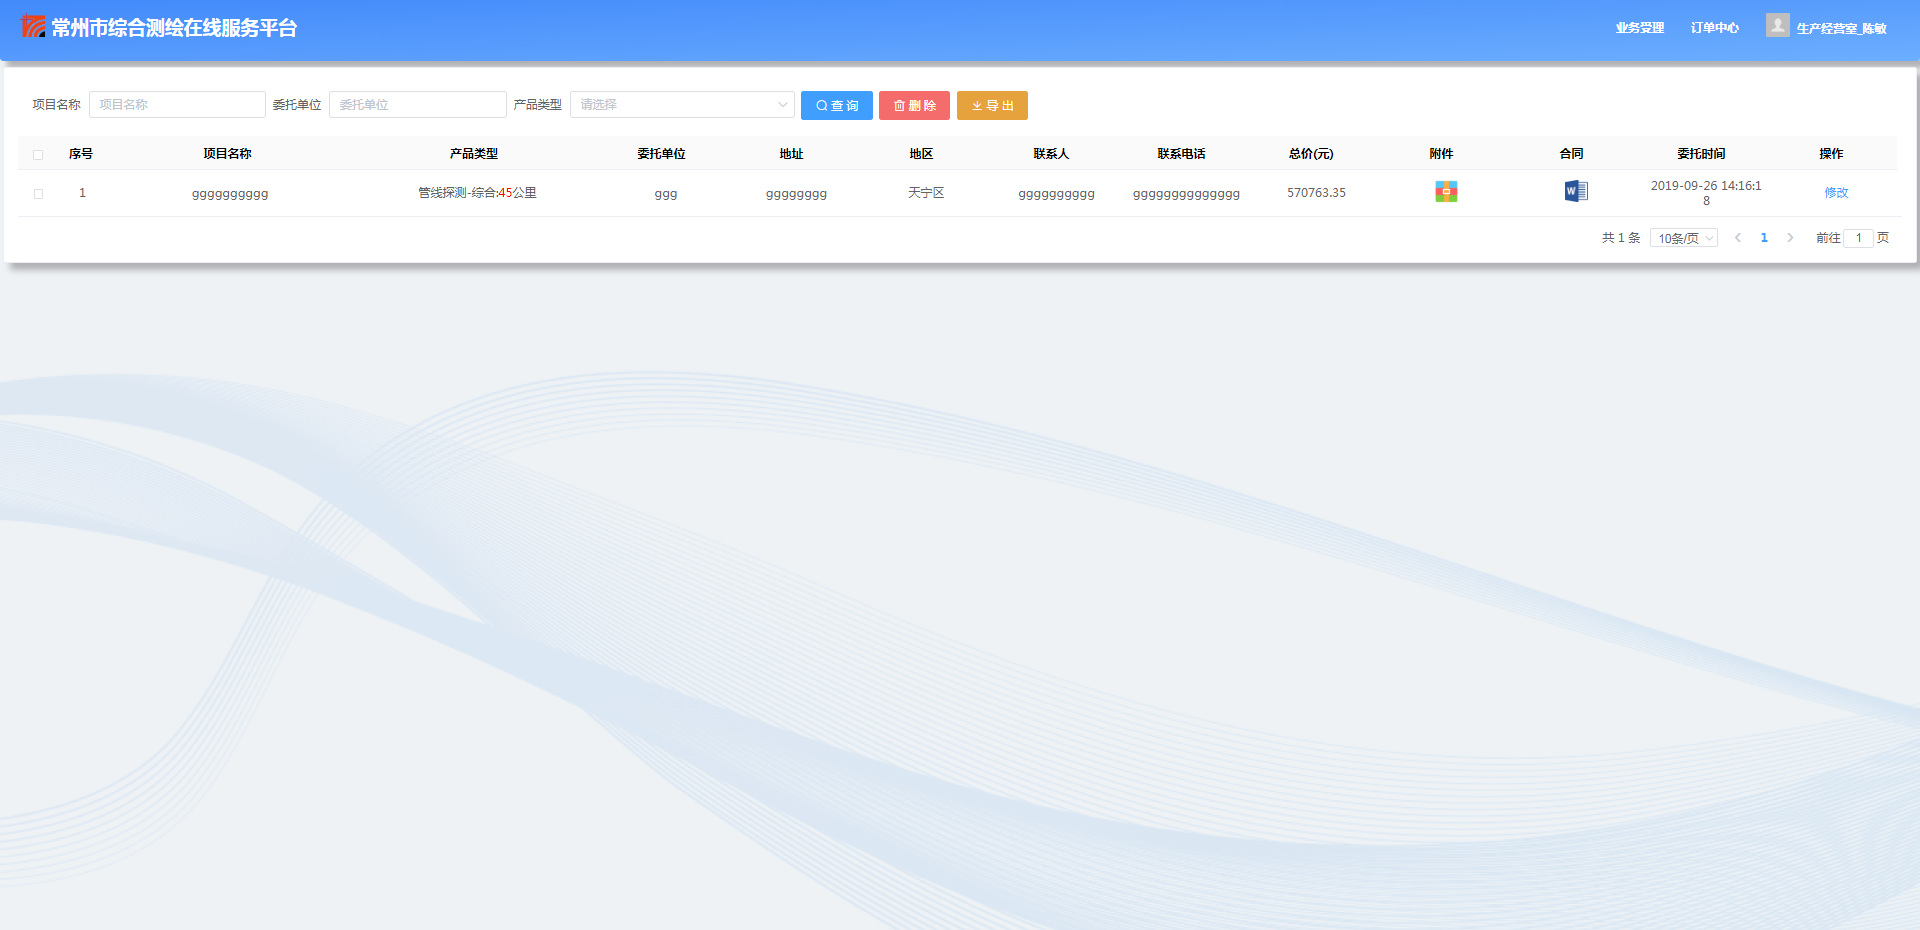 常州市综合测绘在线服务平台
业务受理 订单中心 生产经营室_陈敏
项目名称 项目名称 委托单位 委托单位 产品类型 请选择 查询 删除 导出
序号 项目名称 产品类型 委托单位 地址 地区 联系人 联系电话 总价(元) 附件 合同 委托时间 操作
1 gggggggggg 管线探测-综合:45公里 ggg gggggggg 天宁区 gggggggggg gggggggggggggg 570763.35 W 2019-09-26 14:16:1
8 修改
共 1 条 10条/页 1 前往 1 页